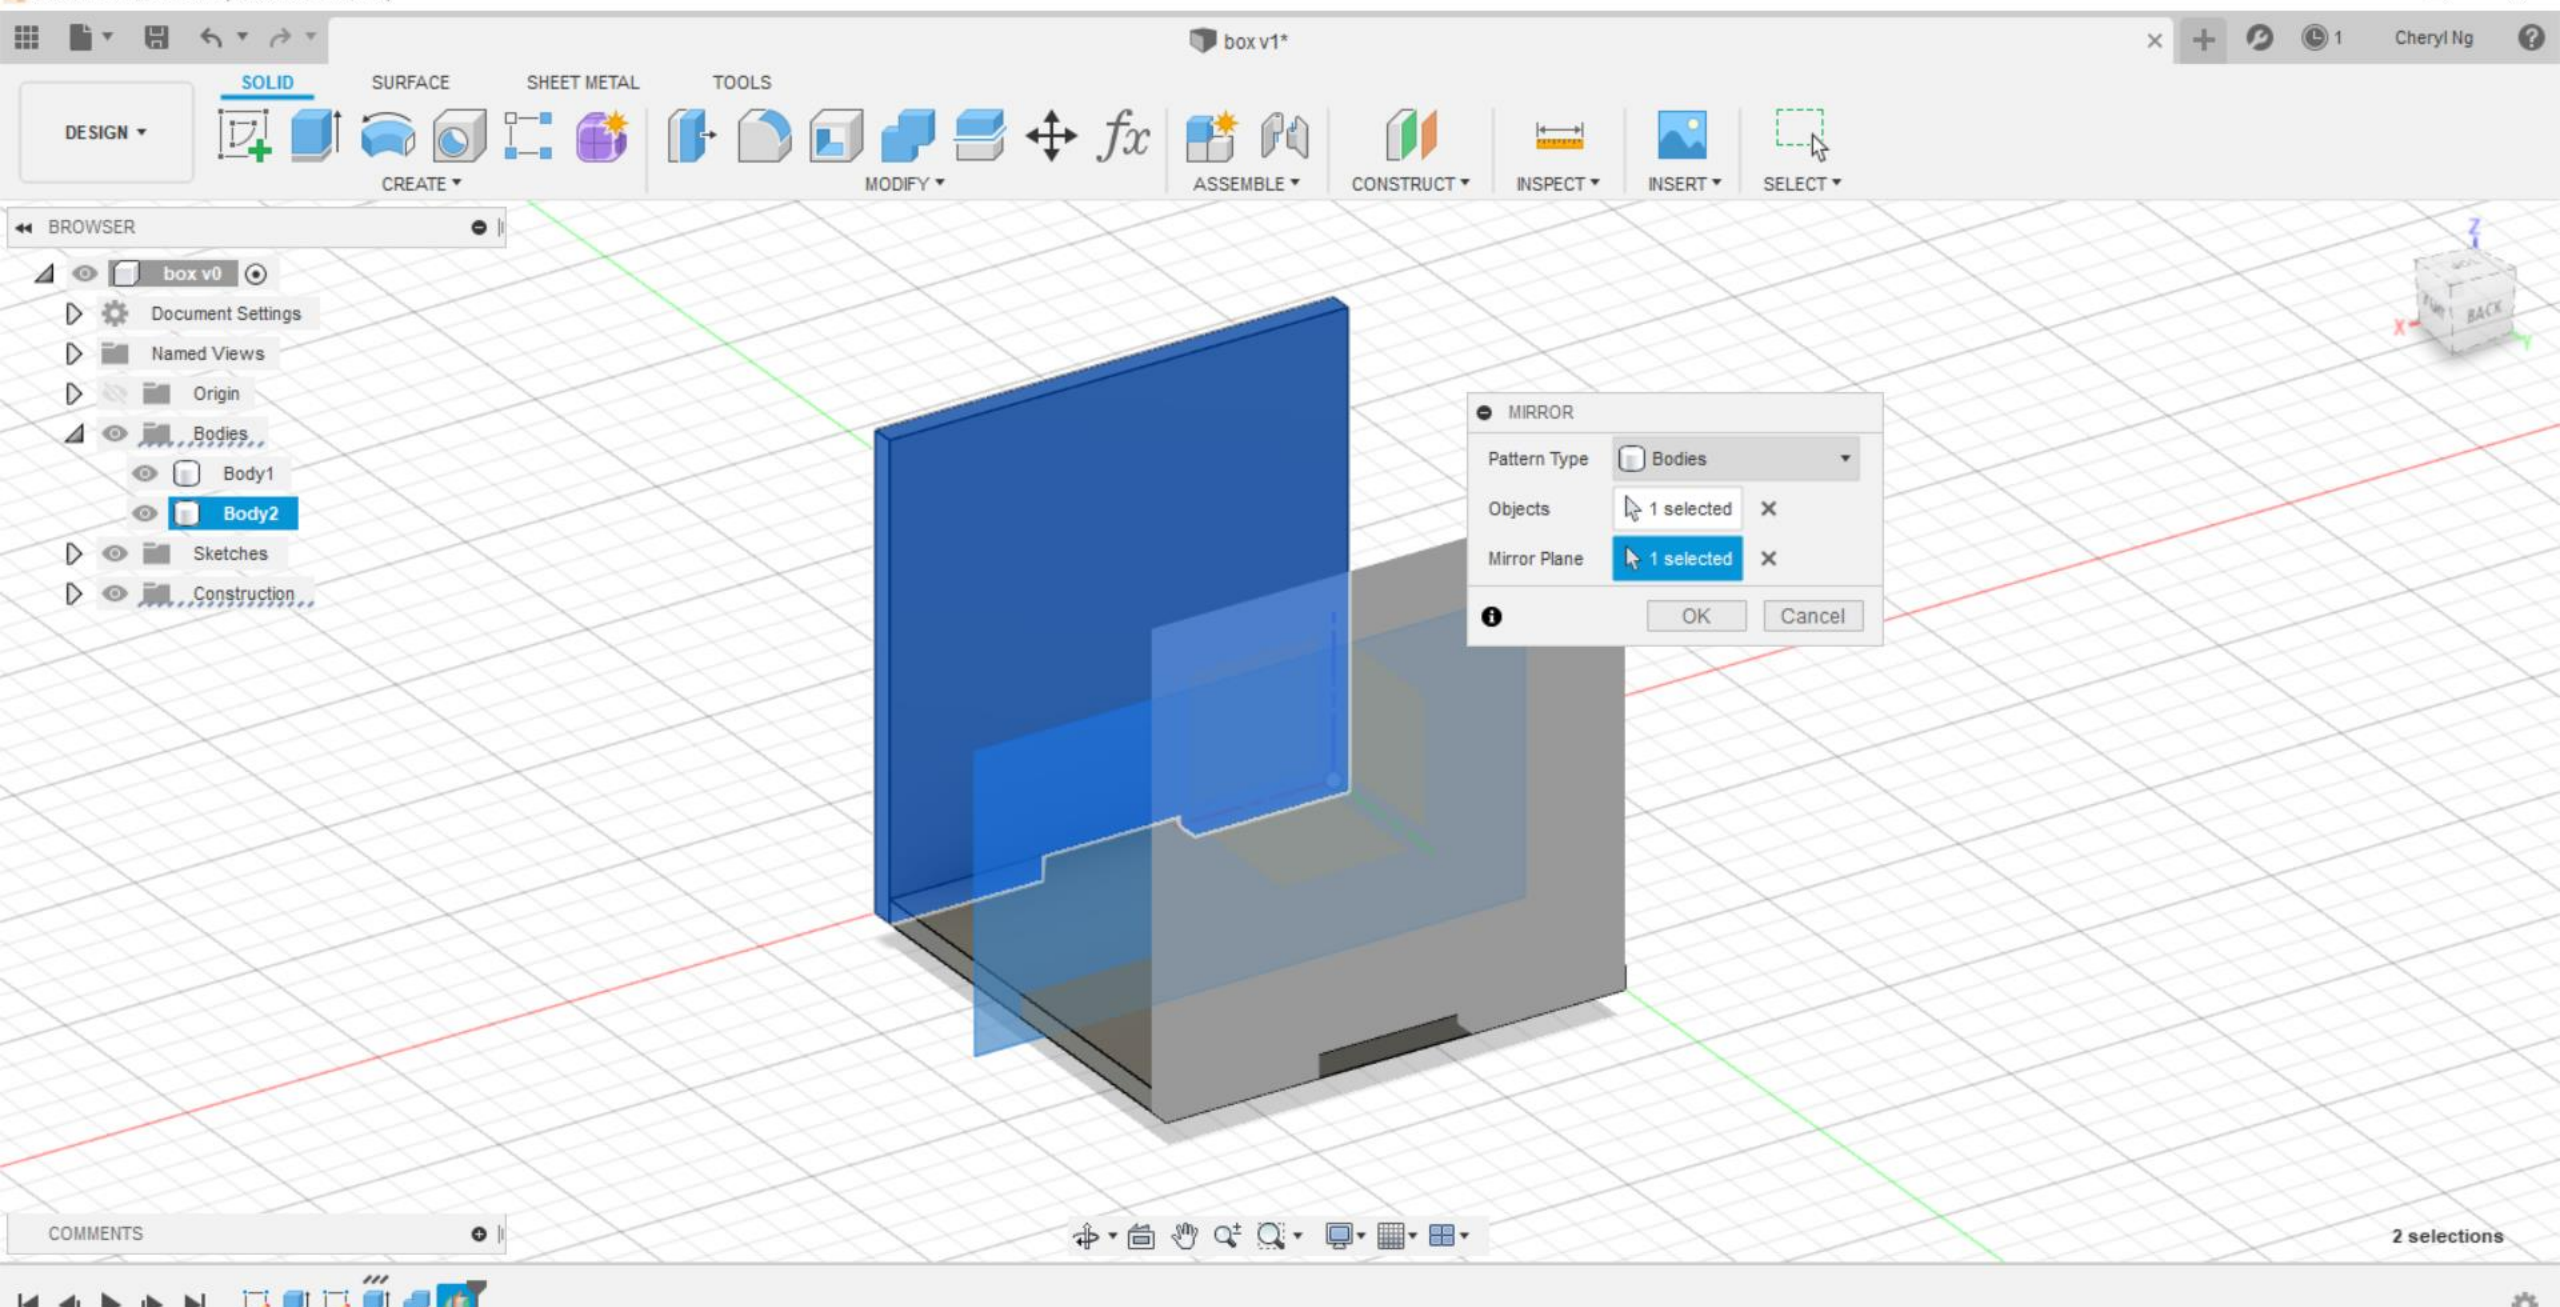 box v1*
1
Cheryl Ng
SOLID SURFACE SHEET METAL TOOLS
DESIGN
CREATE MODIFY ASSEMBLE CONSTRUCT INSPECT INSERT SELECT
BROWSER
box v0
Document Settings
Named Views
Origin
Bodies
Body1
Body2
Sketches
Construction
Z
BACK
X
Y
MIRROR
Pattern Type Bodies
Objects 1 selected
Mirror Plane 1 selected
OK Cancel
COMMENTS
2 selections